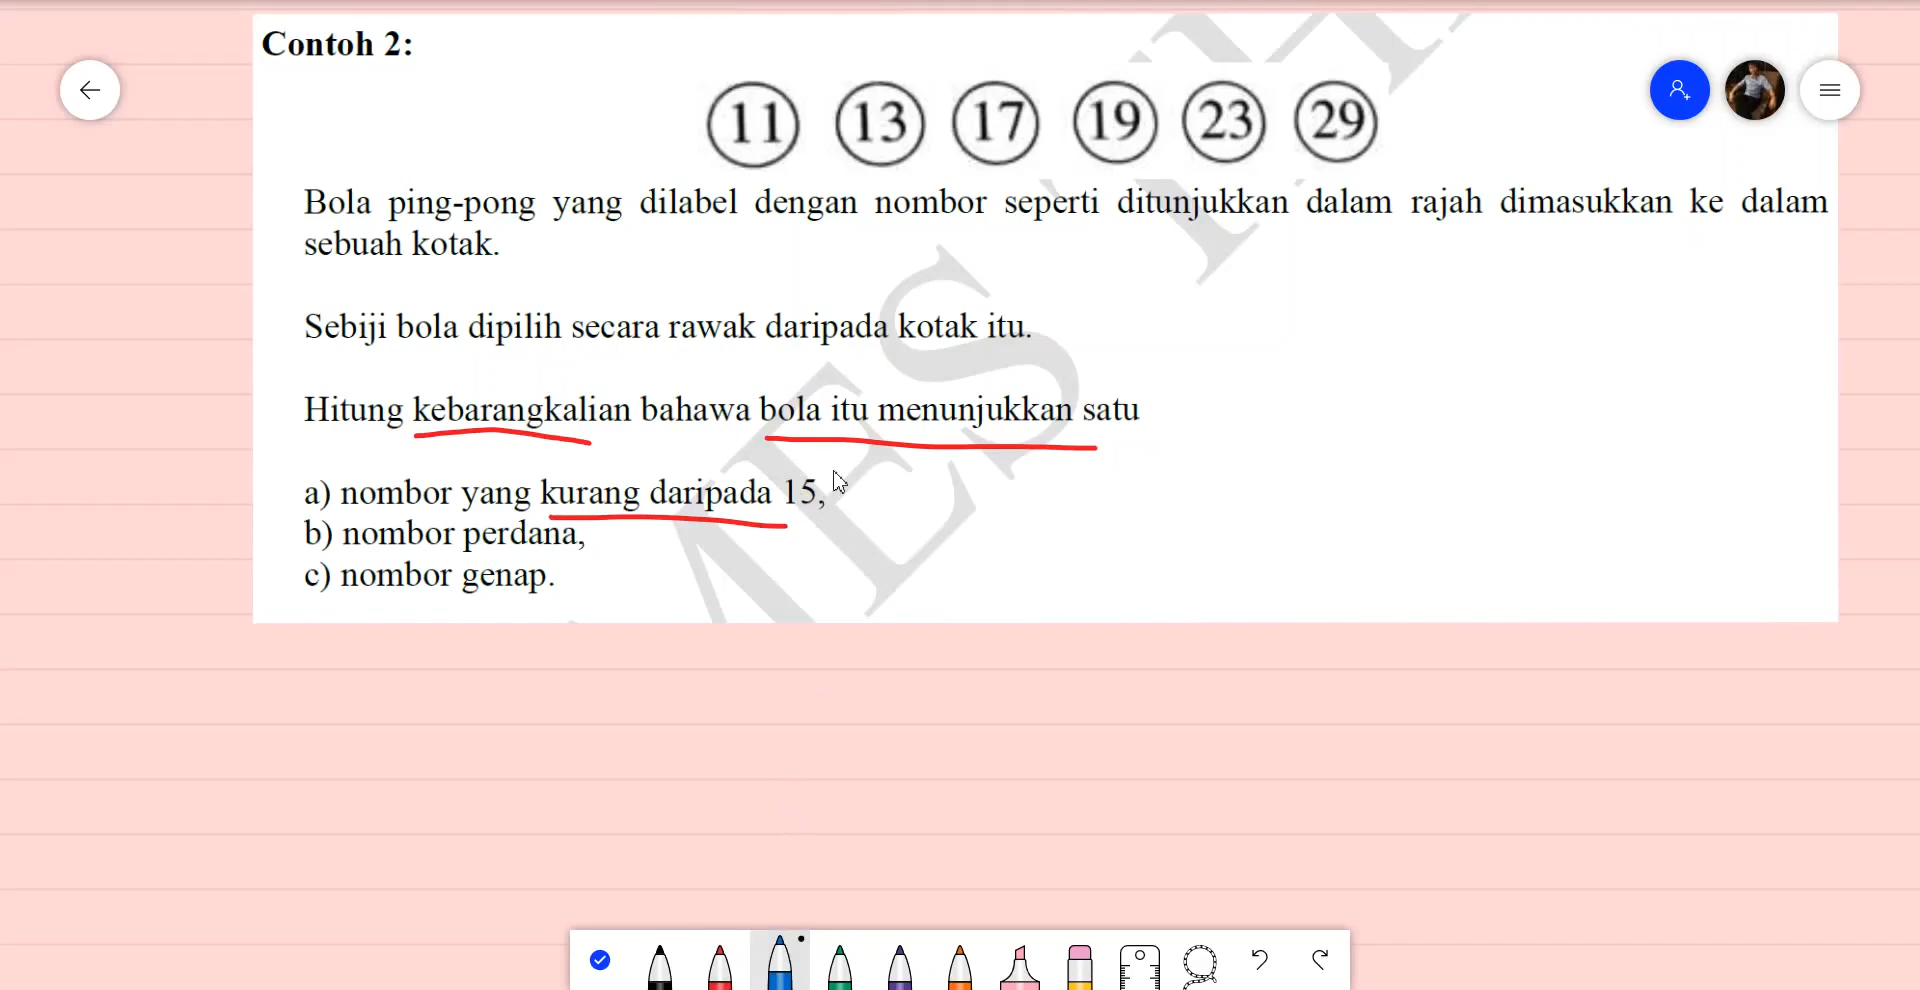 Contoh 2:
11 13 17 19 23 29
Bola ping-pong yang dilabel dengan nombor seperti ditunjukkan dalam rajah dimasukkan ke dalam
sebuah kotak.
Sebiji bola dipilih secara rawak daripada kotak itu.
Hitung kebarangkalian bahawa bola itu menunjukkan satu
a) nombor yang kurang daripada 15,
b) nombor perdana,
c) nombor genap.